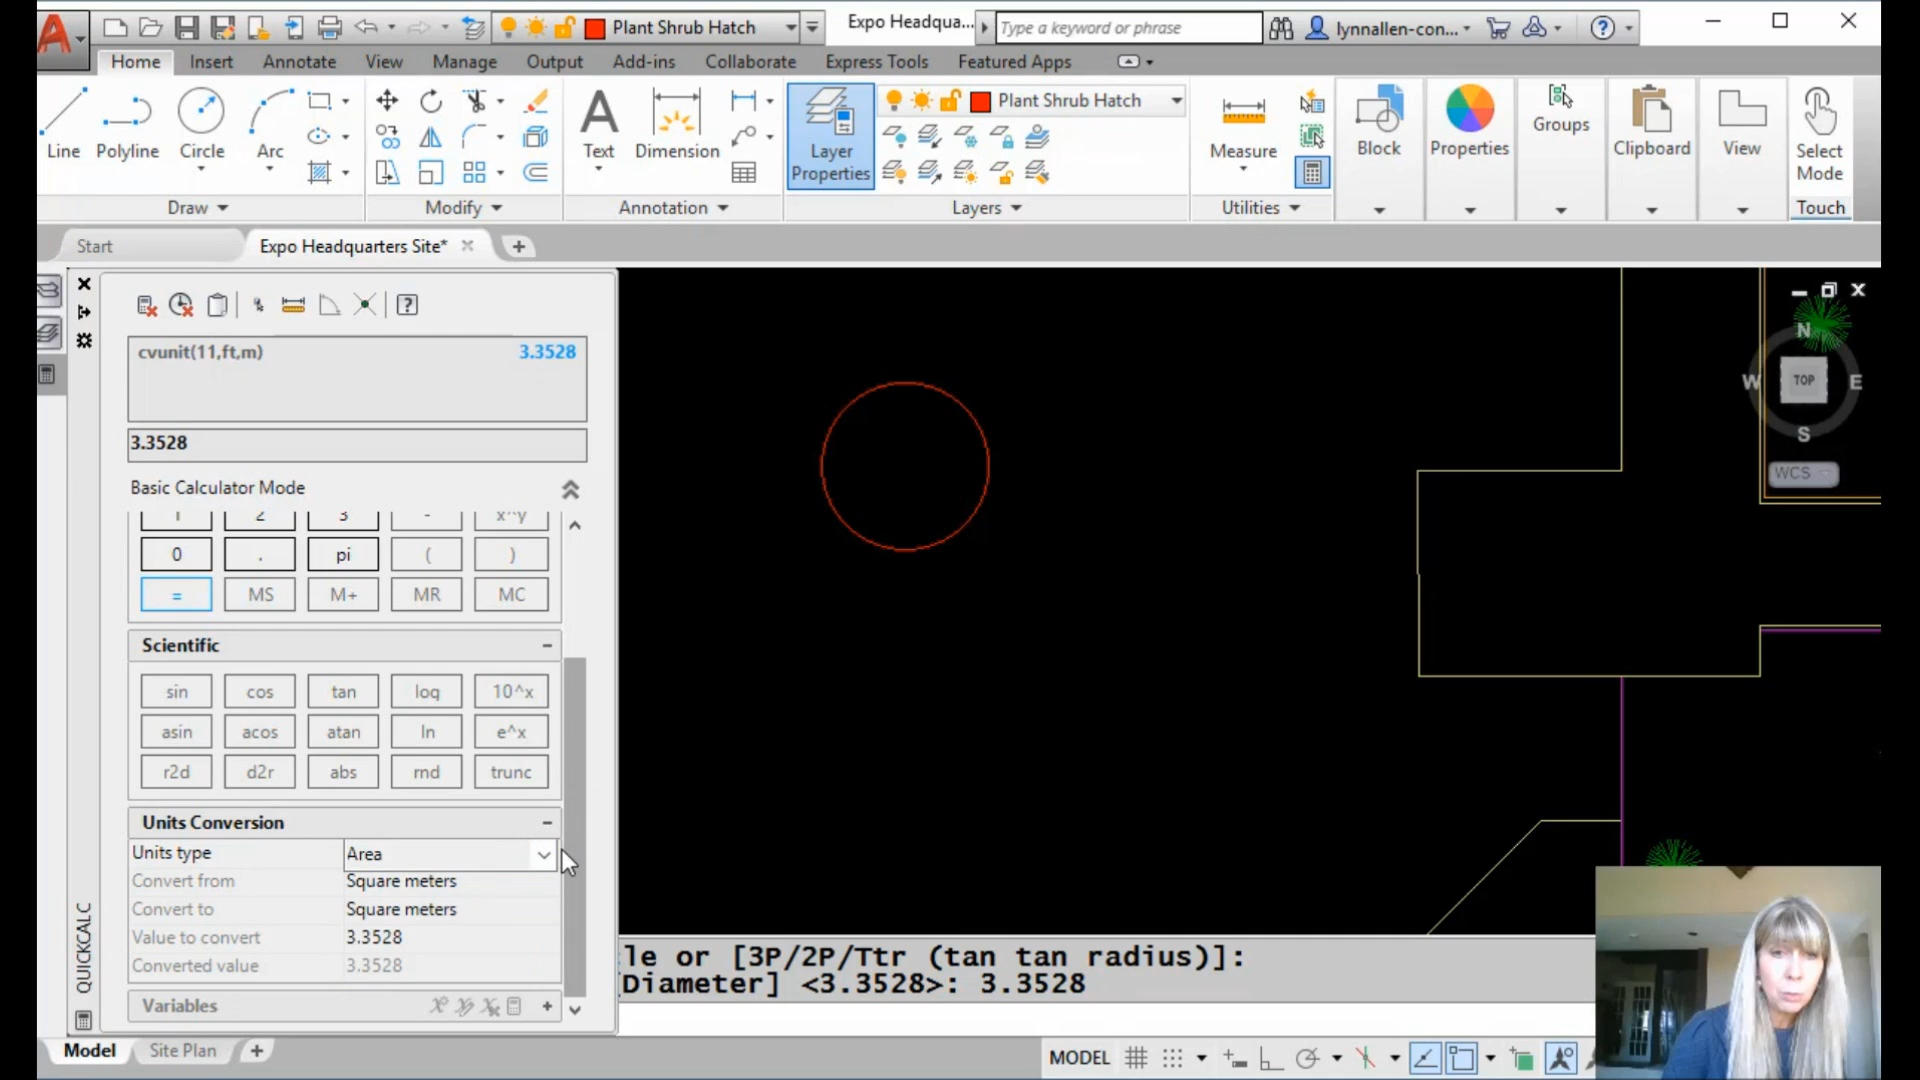 Plant Shrub Hatch
Expo Headqua...
Type a keyword or phrase
lynnallen-con...
Home
Insert
Annotate
View
Manage
Output
Add-ins
Collaborate
Express Tools
Featured Apps
Line
Polyline
Circle
Arc
Text
Dimension
Layer
Properties
Plant Shrub Hatch
Measure
Block
Properties
Groups
Clipboard
View
Select
Mode
Draw
Modify
Annotation
Layers
Utilities
Touch
Start
Expo Headquarters Site*
cvunit(11,ft,m) 3.3528
3.3528
Basic Calculator Mode
1 2 3 - x^y
0 . pi ( )
= MS M+ MR MC
Scientific
sin cos tan log 10^x
asin acos atan ln e^x
r2d d2r abs rnd trunc
Units Conversion
Units type Area
Convert from Square meters
Convert to Square meters
Value to convert 3.3528
Converted value 3.3528
Variables
QUICKCALC
N
W TOP E
S
WCS
le or [3P/2P/Ttr (tan tan radius)]:
[Diameter] <3.3528>: 3.3528
Model
Site Plan
MODEL